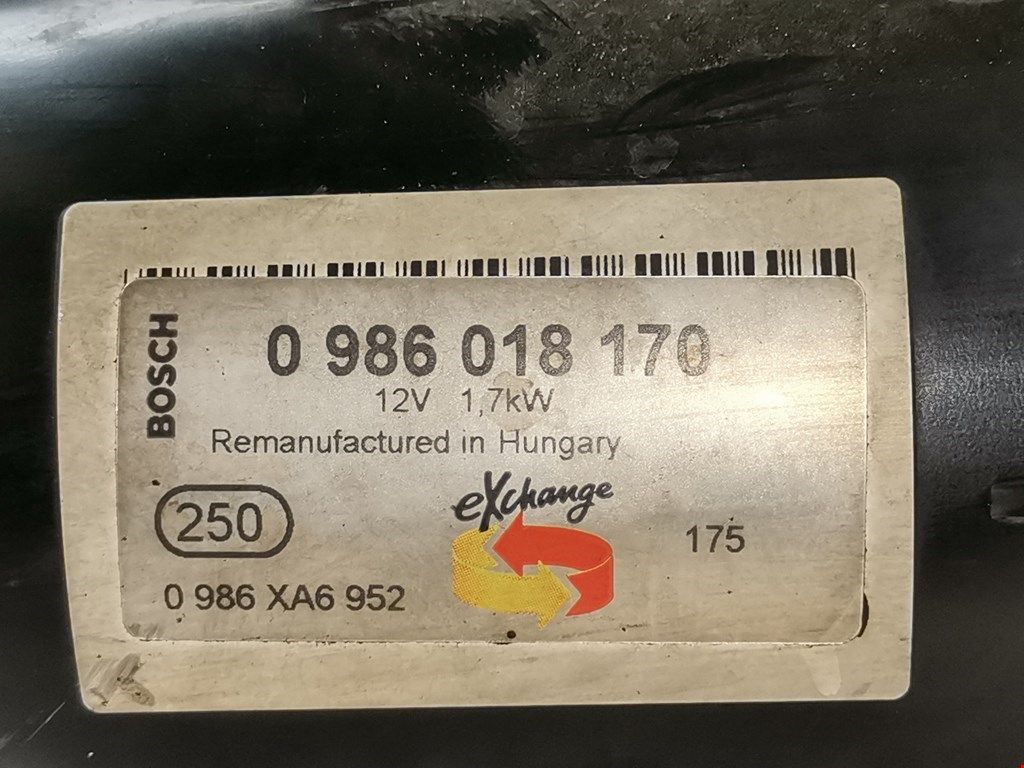 BOSCH
0 986 018 170
12V 1,7kW
Remanufactured in Hungary
eXchange
250
175
0 986 XA6 952